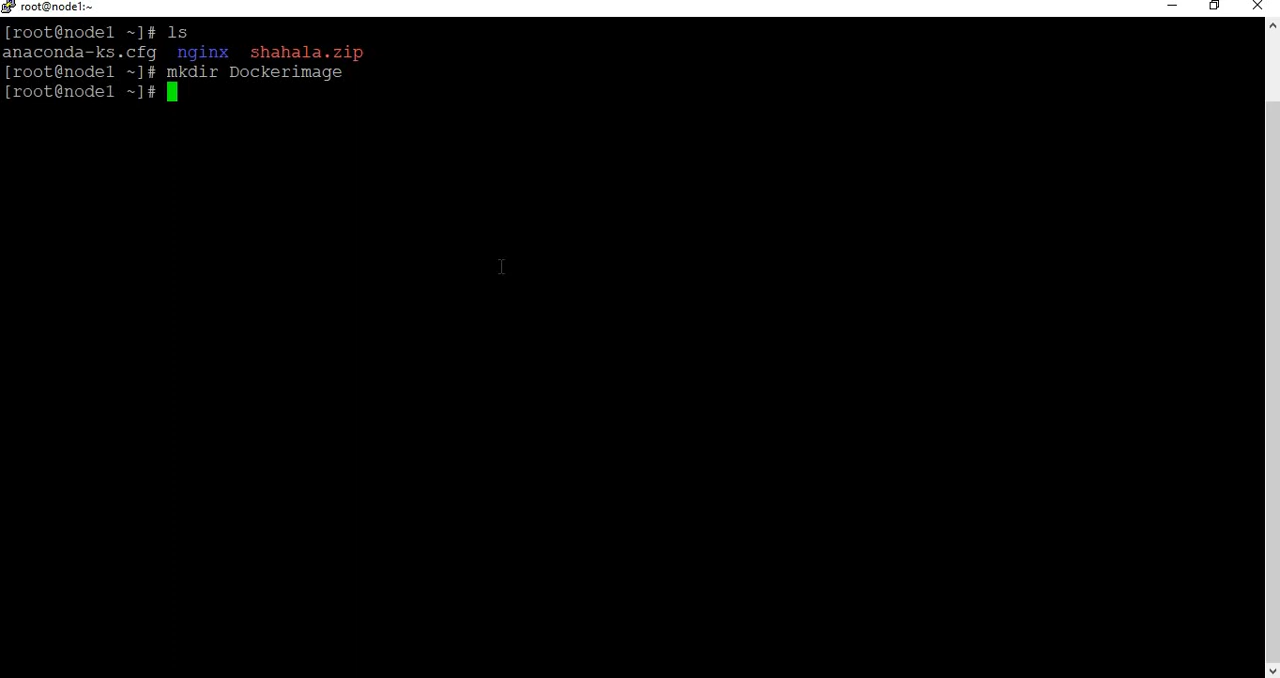 root@node1:~
[root@node1 ~]# ls
anaconda-ks.cfg  nginx  shahala.zip
[root@node1 ~]# mkdir Dockerimage
[root@node1 ~]#